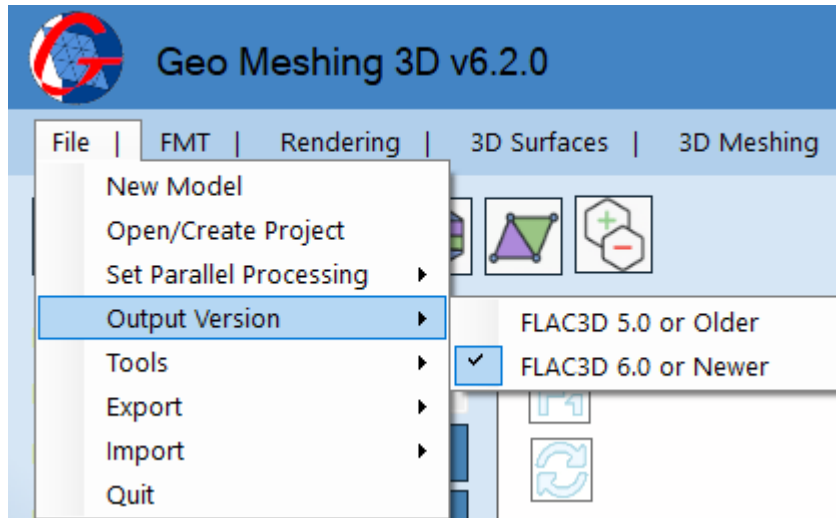 Geo Meshing 3D v6.2.0
File | FMT | Rendering | 3D Surfaces | 3D Meshing
New Model
Open/Create Project
Set Parallel Processing
Output Version
FLAC3D 5.0 or Older
FLAC3D 6.0 or Newer
Tools
Export
Import
Quit